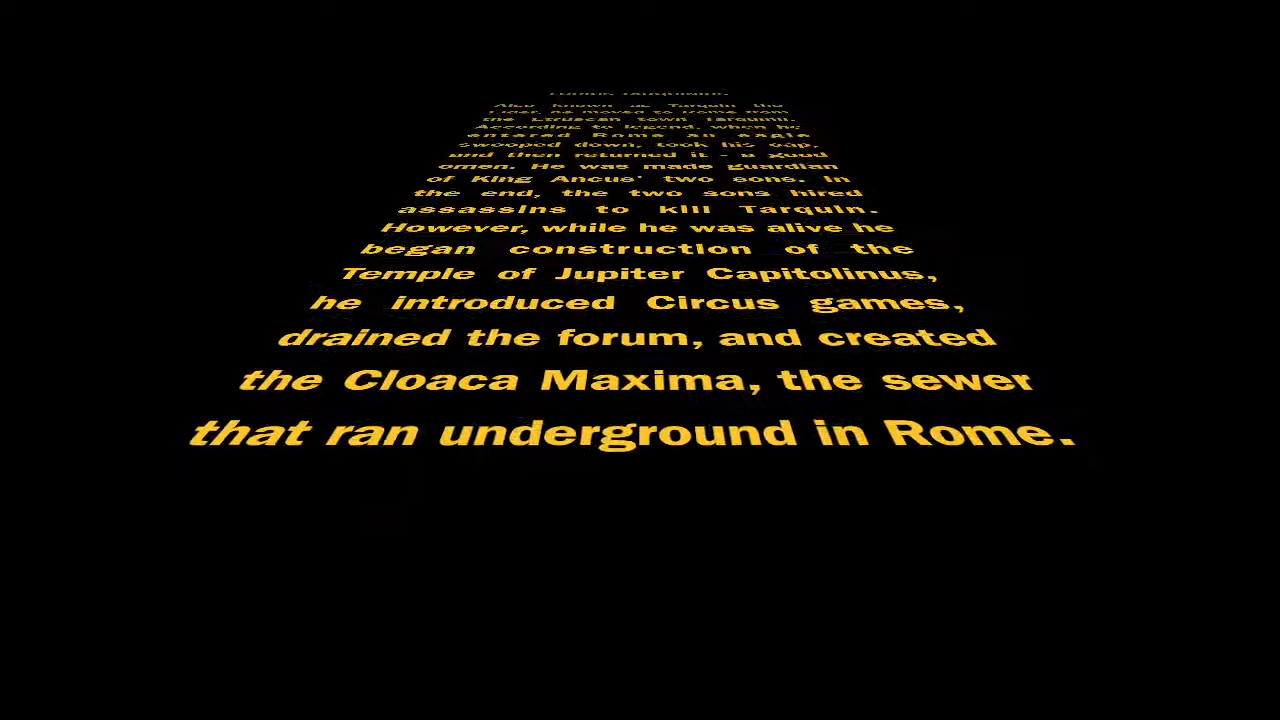 Also known as Tarquin the
Elder, he moved to Rome from
the Etruscan town Tarquinii.
According to legend, when he
entered Rome an eagle
swooped down, took his cap,
and then returned it - a good
omen. He was made guardian
of King Ancus' two sons. In
the end, the two sons hired
assassins to kill Tarquin.
However, while he was alive he
began construction of the
Temple of Jupiter Capitolinus,
he introduced Circus games,
drained the forum, and created
the Cloaca Maxima, the sewer
that ran underground in Rome.